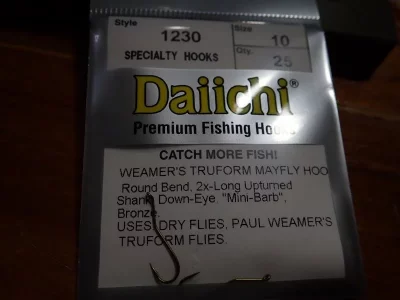 Style
1230
Size
10
SPECIALTY HOOKS
Qty.
25
Daiichi
Premium Fishing Hooks
CATCH MORE FISH!
WEAMER'S TRUFORM MAYFLY HOO
Round Bend, 2x-Long Upturned
Shank Down-Eye. "Mini-Barb",
Bronze.
USES: DRY FLIES, PAUL WEAMER'S
TRUFORM FLIES.